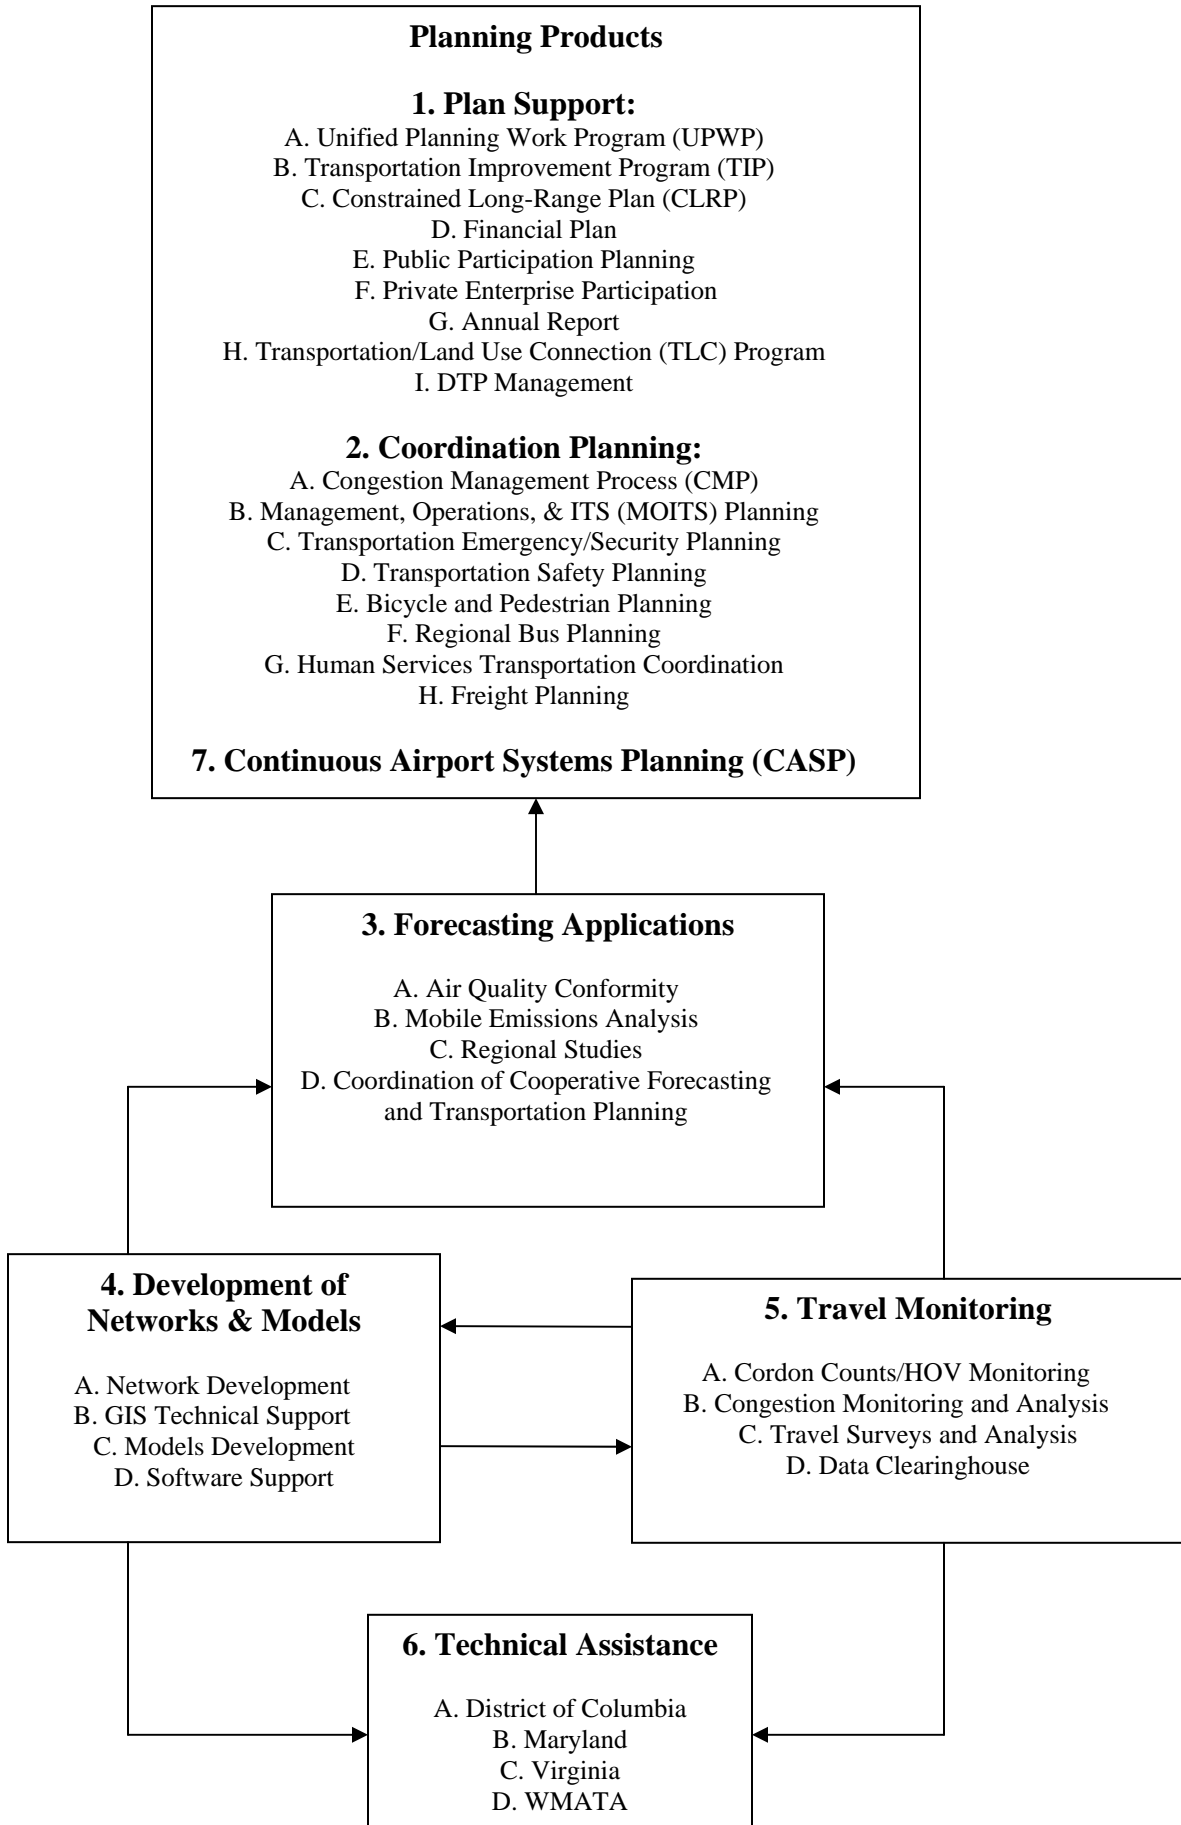 Planning Products
1. Plan Support:
A. Unified Planning Work Program (UPWP)
B. Transportation Improvement Program (TIP)
C. Constrained Long-Range Plan (CLRP)
D. Financial Plan
E. Public Participation Planning
F. Private Enterprise Participation
G. Annual Report
H. Transportation/Land Use Connection (TLC) Program
I. DTP Management
2. Coordination Planning:
A. Congestion Management Process (CMP)
B. Management, Operations, & ITS (MOITS) Planning
C. Transportation Emergency/Security Planning
D. Transportation Safety Planning
E. Bicycle and Pedestrian Planning
F. Regional Bus Planning
G. Human Services Transportation Coordination
H. Freight Planning
7. Continuous Airport Systems Planning (CASP)
3. Forecasting Applications
A. Air Quality Conformity
B. Mobile Emissions Analysis
C. Regional Studies
D. Coordination of Cooperative Forecasting
and Transportation Planning
4. Development of
Networks & Models
A. Network Development
B. GIS Technical Support
C. Models Development
D. Software Support
5. Travel Monitoring
A. Cordon Counts/HOV Monitoring
B. Congestion Monitoring and Analysis
C. Travel Surveys and Analysis
D. Data Clearinghouse
6. Technical Assistance
A. District of Columbia
B. Maryland
C. Virginia
D. WMATA